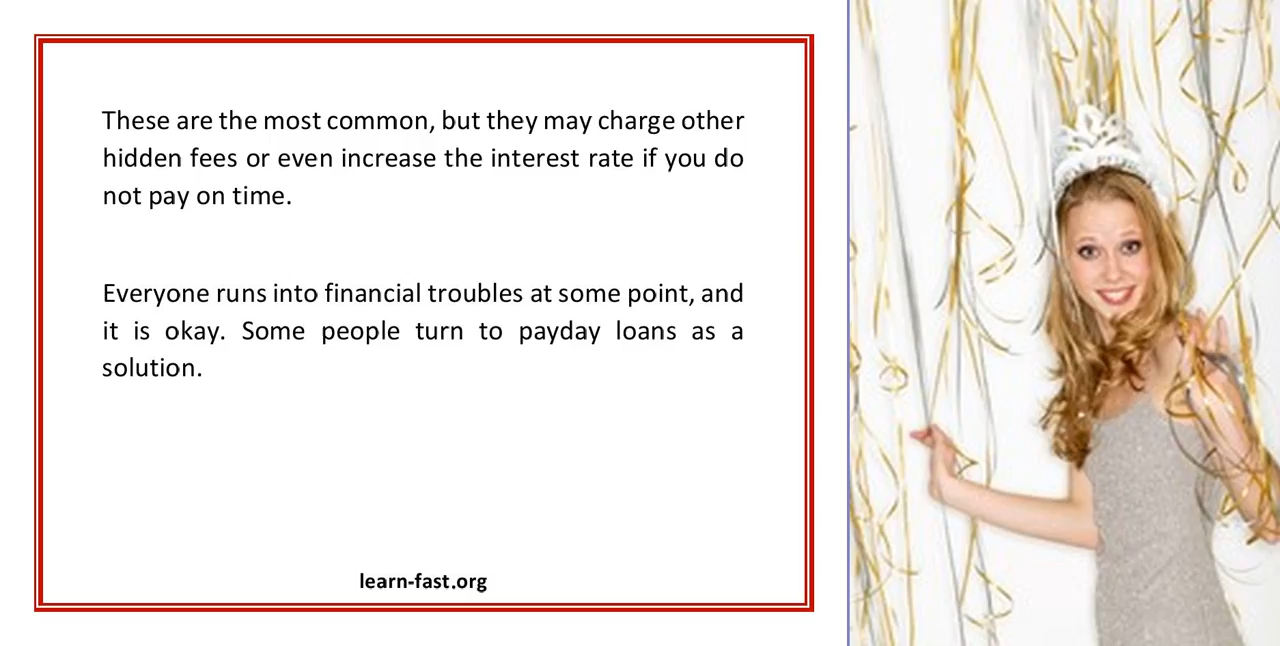 These are the most common, but they may charge other
hidden fees or even increase the interest rate if you do
not pay on time.
Everyone runs into financial troubles at some point, and
it is okay. Some people turn to payday loans as a
solution.
learn-fast.org